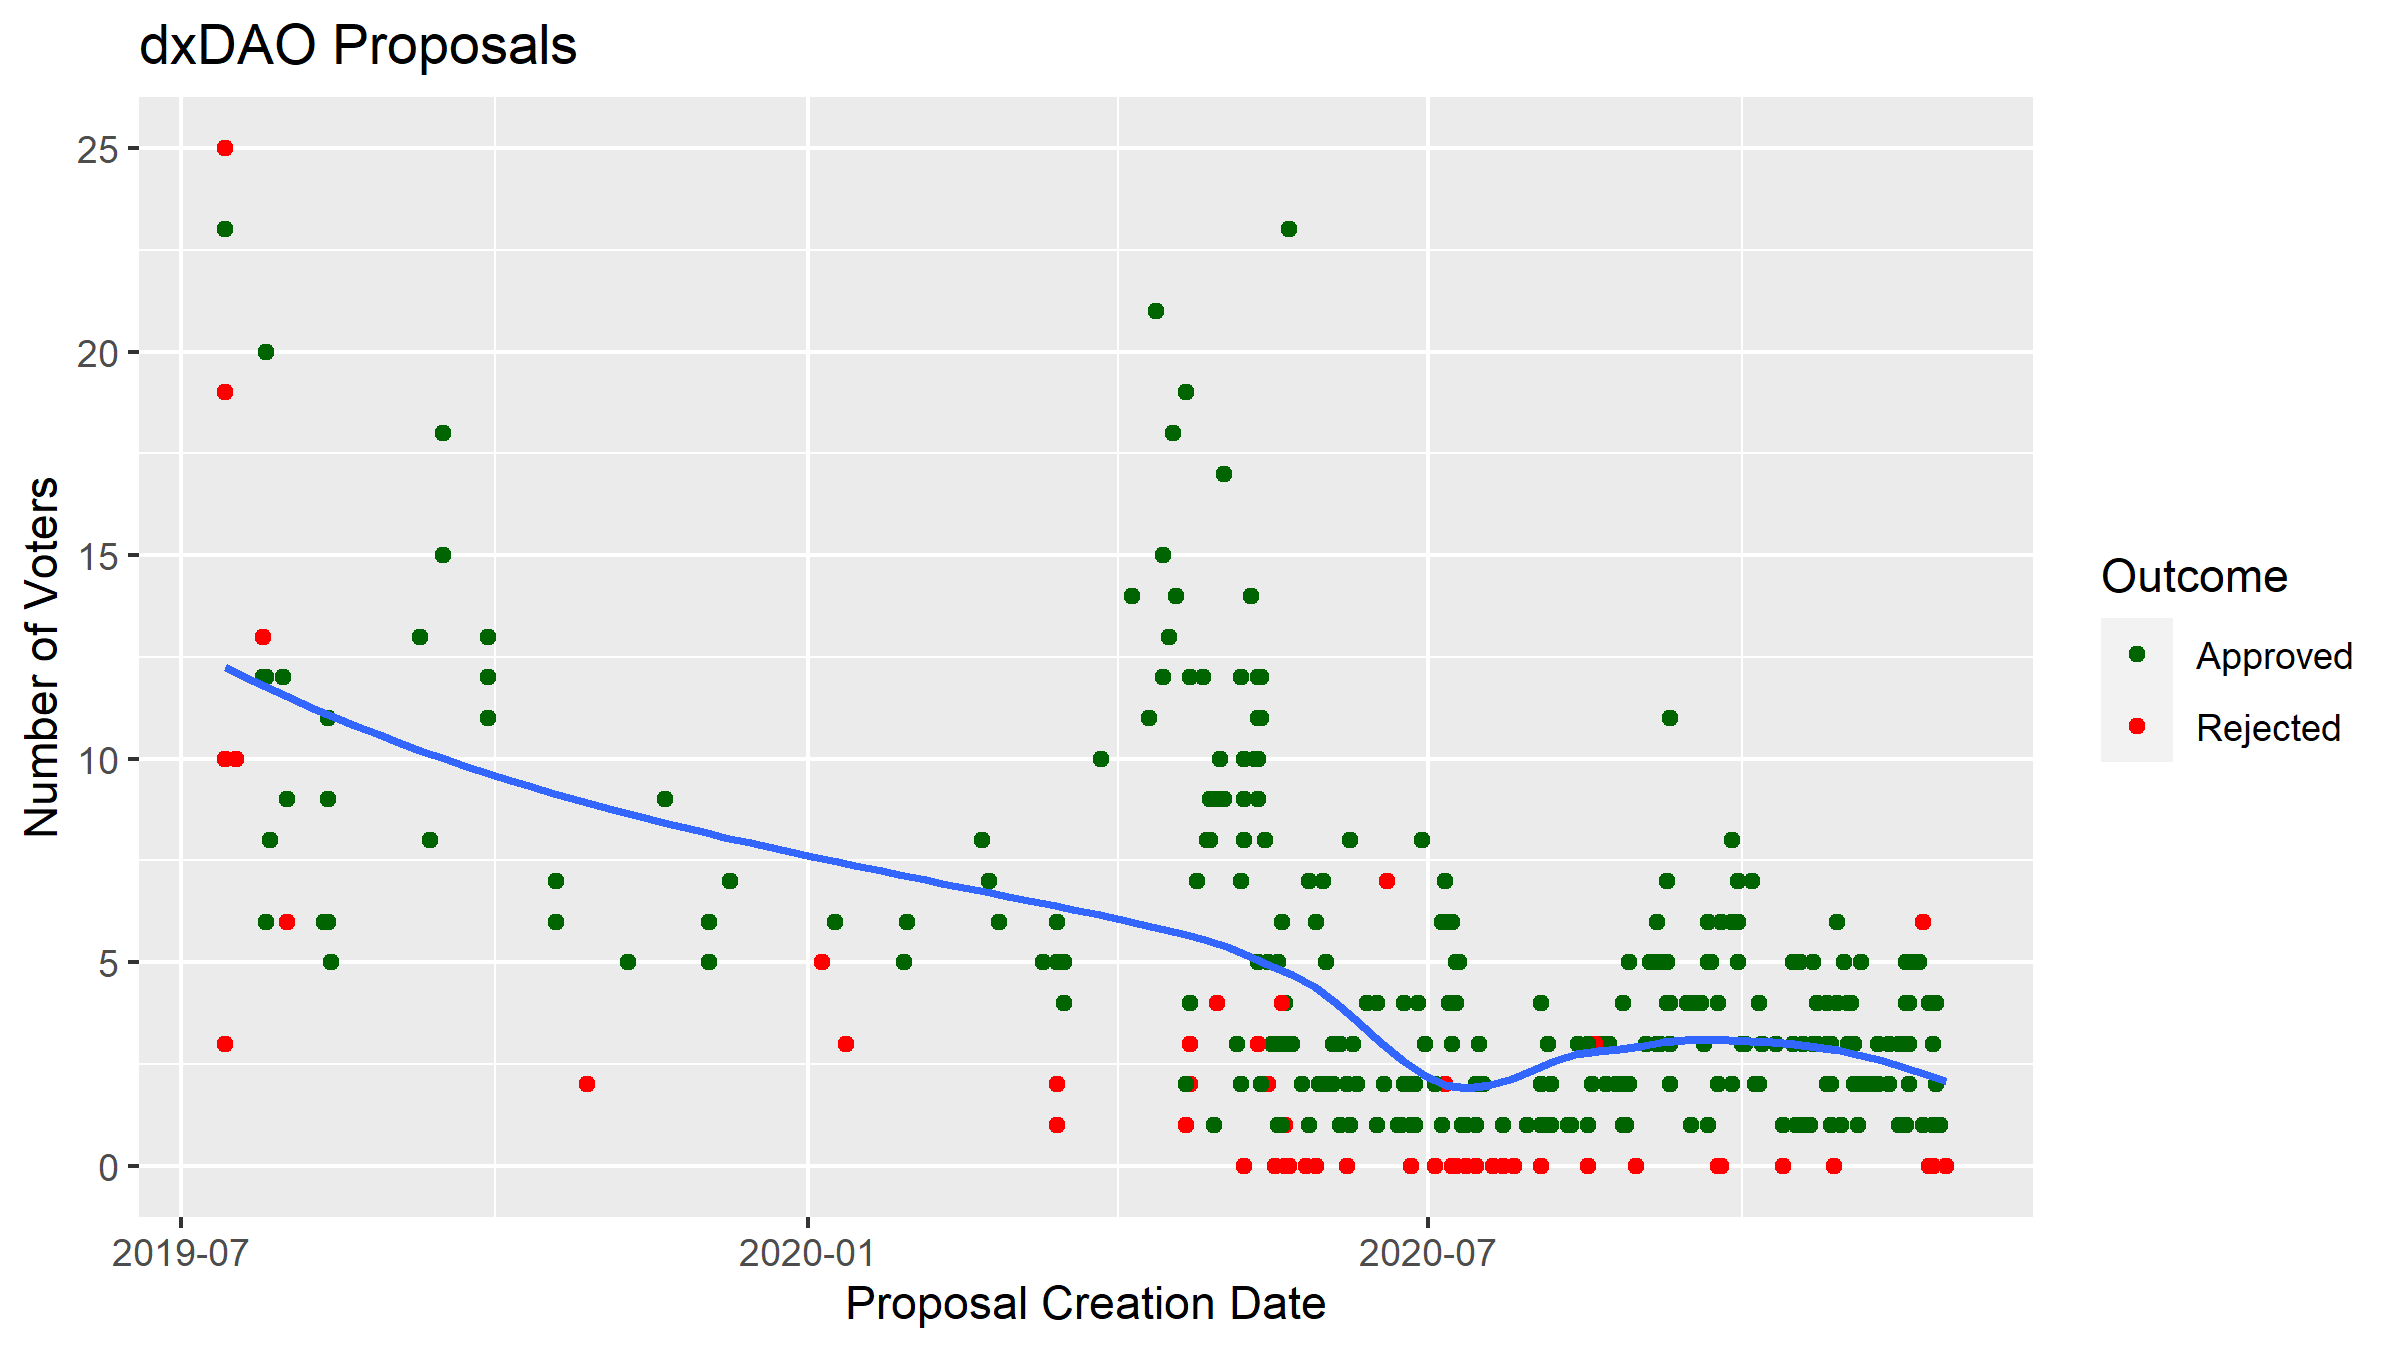 dxDAO Proposals
25
20
15
10
5
0
Number of Voters
2019-07
2020-01
2020-07
Proposal Creation Date
Outcome
Approved
Rejected